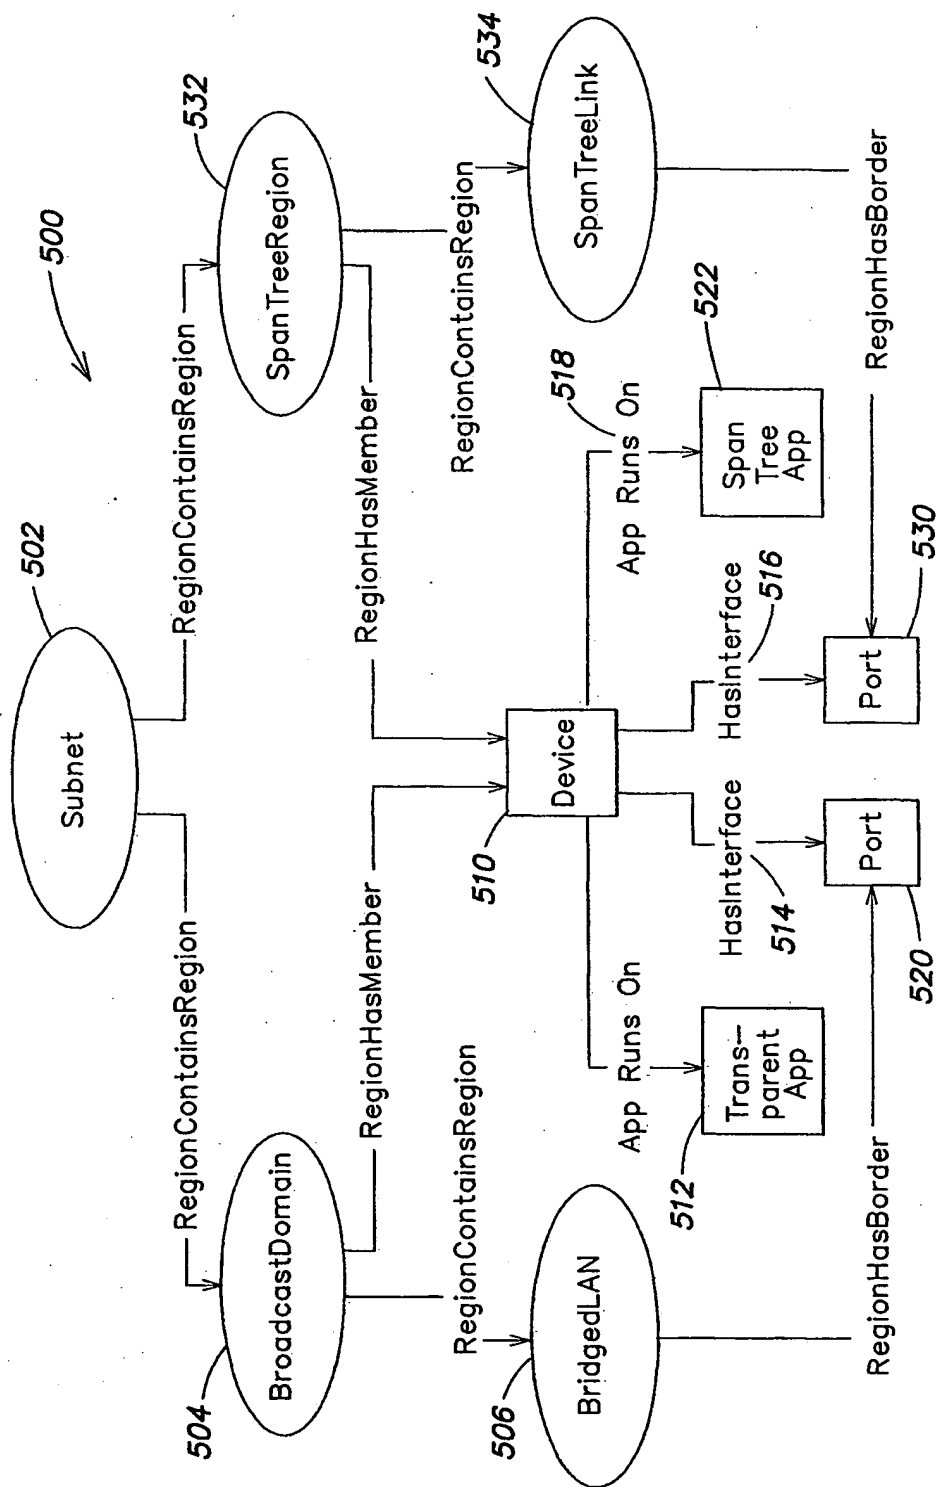 500
502
Subnet
RegionContainsRegion
RegionContainsRegion
504
BroadcastDomain
532
SpanTreeRegion
RegionHasMember
RegionHasMember
RegionContainsRegion
RegionContainsRegion
506
BridgedLAN
510
Device
534
SpanTreeLink
App Runs On
HasInterface
514
HasInterface
516
App Runs On
518
512
Trans-
parent
App
522
Span
Tree
App
RegionHasBorder
520
Port
Port
530
RegionHasBorder